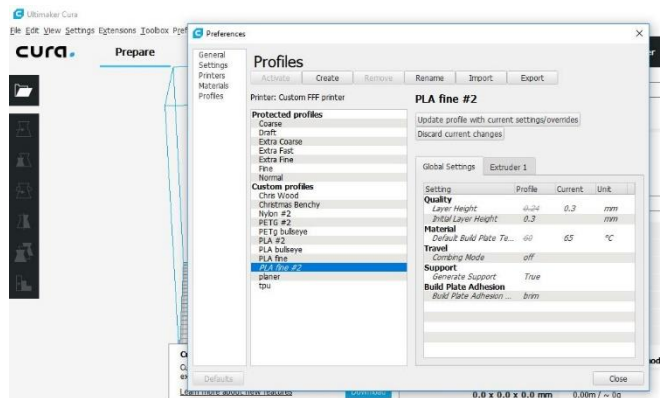 Ultimaker Cura
File Edit View Settings Extensions Toolbox Pref
cura.
Prepare
Preferences
General
Settings
Printers
Materials
Profiles
Profiles
Activate Create Remove Rename Import Export
Printer: Custom FFF printer
Protected profiles
Coarse
Draft
Extra Coarse
Extra Fast
Extra Fine
Fine
Normal
Custom profiles
Chris Wood
Christmas Benchy
Nylon #2
PETG #2
PETg bullseye
PLA #2
PLA bullseye
PLA fine
PLA fine #2
planer
tpu
PLA fine #2
Update profile with current settings/overrides
Discard current changes
Global Settings Extruder 1
Setting Profile Current Unit
Quality
Layer Height 0.24 0.3 mm
Initial Layer Height 0.3 mm
Material
Default Build Plate Te... 60 65 °C
Travel
Combing Mode off
Support
Generate Support True
Build Plate Adhesion
Build Plate Adhesion ... brim
Defaults
Close
Learn more about new features
Download
0.0 x 0.0 x 0.0 mm 0.00m / ~ 0g